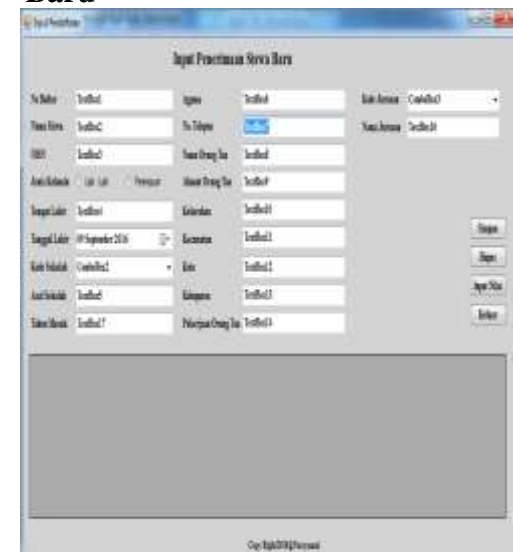 Baru
Input Penerimaan Siswa Baru
No Daftar TextBox1 Agama TextBox6 Kode Jurusan ComboBox3
Nama Siswa TextBox2 No Telepon TextBox7 Nama Jurusan TextBox16
TextBox3 Nama Orang Tua TextBox8
Jenis Kelamin Laki Laki Perempuan Alamat Orang Tua TextBox9
Tempat Lahir TextBox4 Kelurahan TextBox10
Tanggal Lahir 09 September 2016 Kecamatan TextBox11 Simpan
Kode Sekolah ComboBox2 Kota TextBox12 Hapus
Asal Sekolah TextBox5 Kabupaten TextBox13 Input Nilai
Tahun Masuk TextBox17 Pekerjaan Orang Tua TextBox14 Keluar